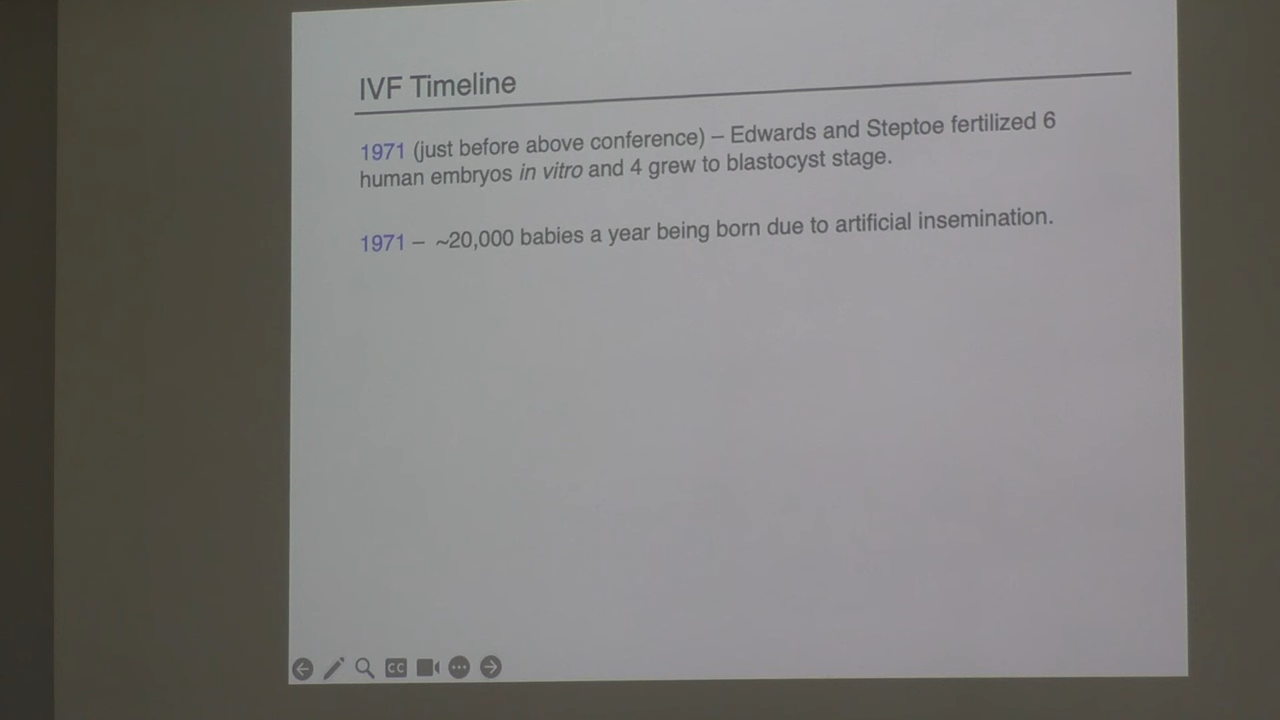 IVF Timeline
1971 (just before above conference) – Edwards and Steptoe fertilized 6
human embryos in vitro and 4 grew to blastocyst stage.
1971 – ~20,000 babies a year being born due to artificial insemination.
CC